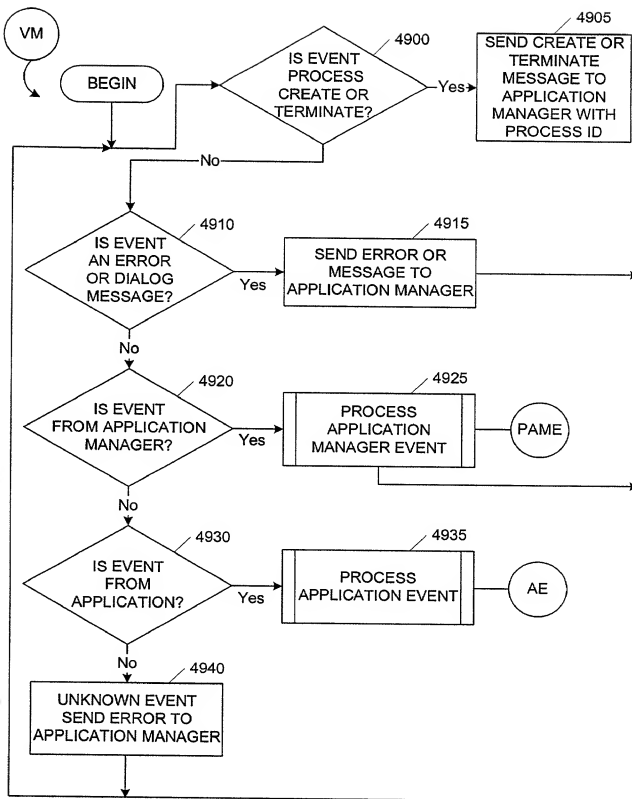 VM
BEGIN
4900
IS EVENT
PROCESS
CREATE OR
TERMINATE?
Yes
4905
SEND CREATE OR
TERMINATE
MESSAGE TO
APPLICATION
MANAGER WITH
PROCESS ID
No
4910
IS EVENT
AN ERROR
OR DIALOG
MESSAGE?
Yes
4915
SEND ERROR OR
MESSAGE TO
APPLICATION MANAGER
No
4920
IS EVENT
FROM APPLICATION
MANAGER?
Yes
4925
PROCESS
APPLICATION
MANAGER EVENT
PAME
No
4930
IS EVENT
FROM
APPLICATION?
Yes
4935
PROCESS
APPLICATION EVENT
AE
No
4940
UNKNOWN EVENT
SEND ERROR TO
APPLICATION MANAGER